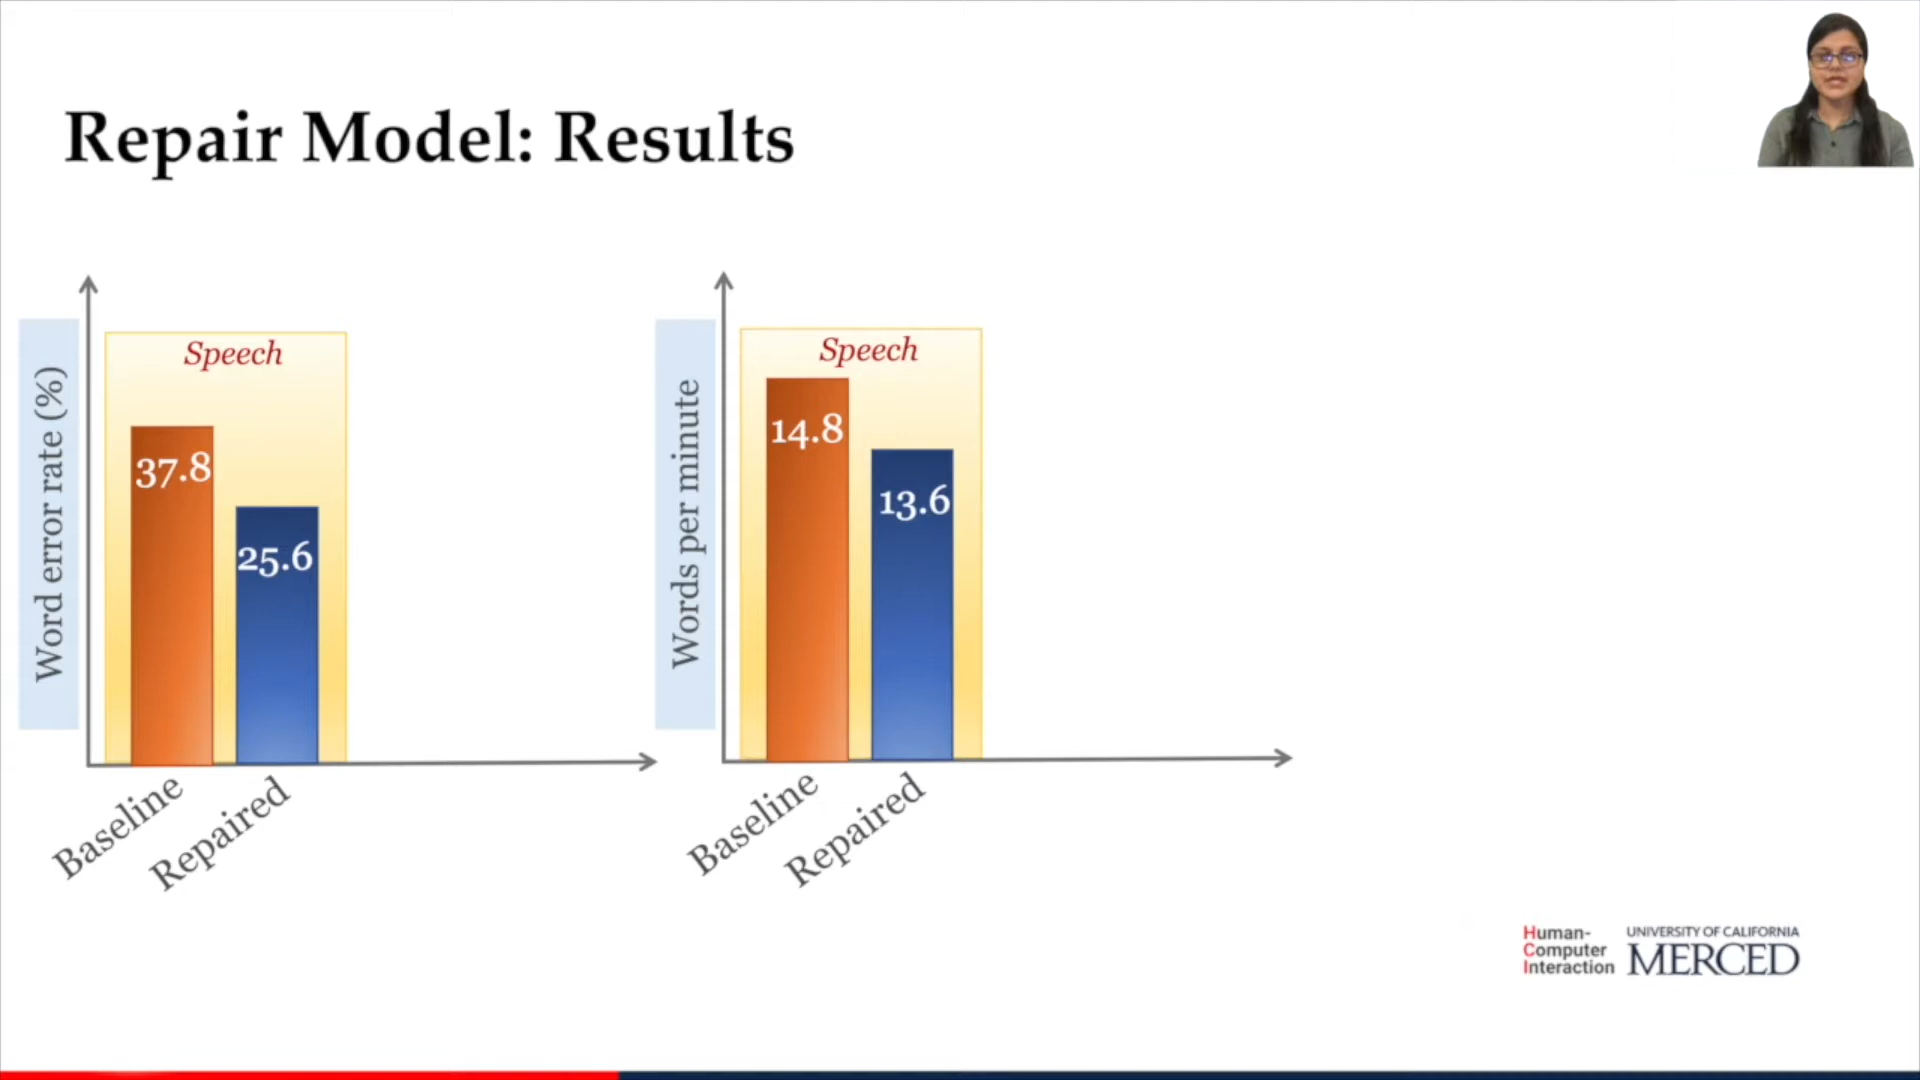 Repair Model: Results
Word error rate (%)
Speech
37.8
25.6
Baseline
Repaired
Words per minute
Speech
14.8
13.6
Baseline
Repaired
Human-
Computer
Interaction
UNIVERSITY OF CALIFORNIA
MERCED